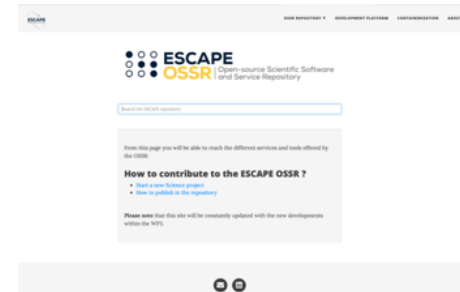 ESCAPE
OSSR REPOSITORY ▾ DEVELOPMENT PLATFORM CONTAINERIZATION ABOUT
ESCAPE
OSSR Open-source Scientific Software
and Service Repository
Search the ESCAPE repository
From this page you will be able to reach the different services and tools offered by
the OSSR.
How to contribute to the ESCAPE OSSR ?
Start a new Science project
How to publish in the repository
Please note that this site will be constantly updated with the new developments
within the WP3.